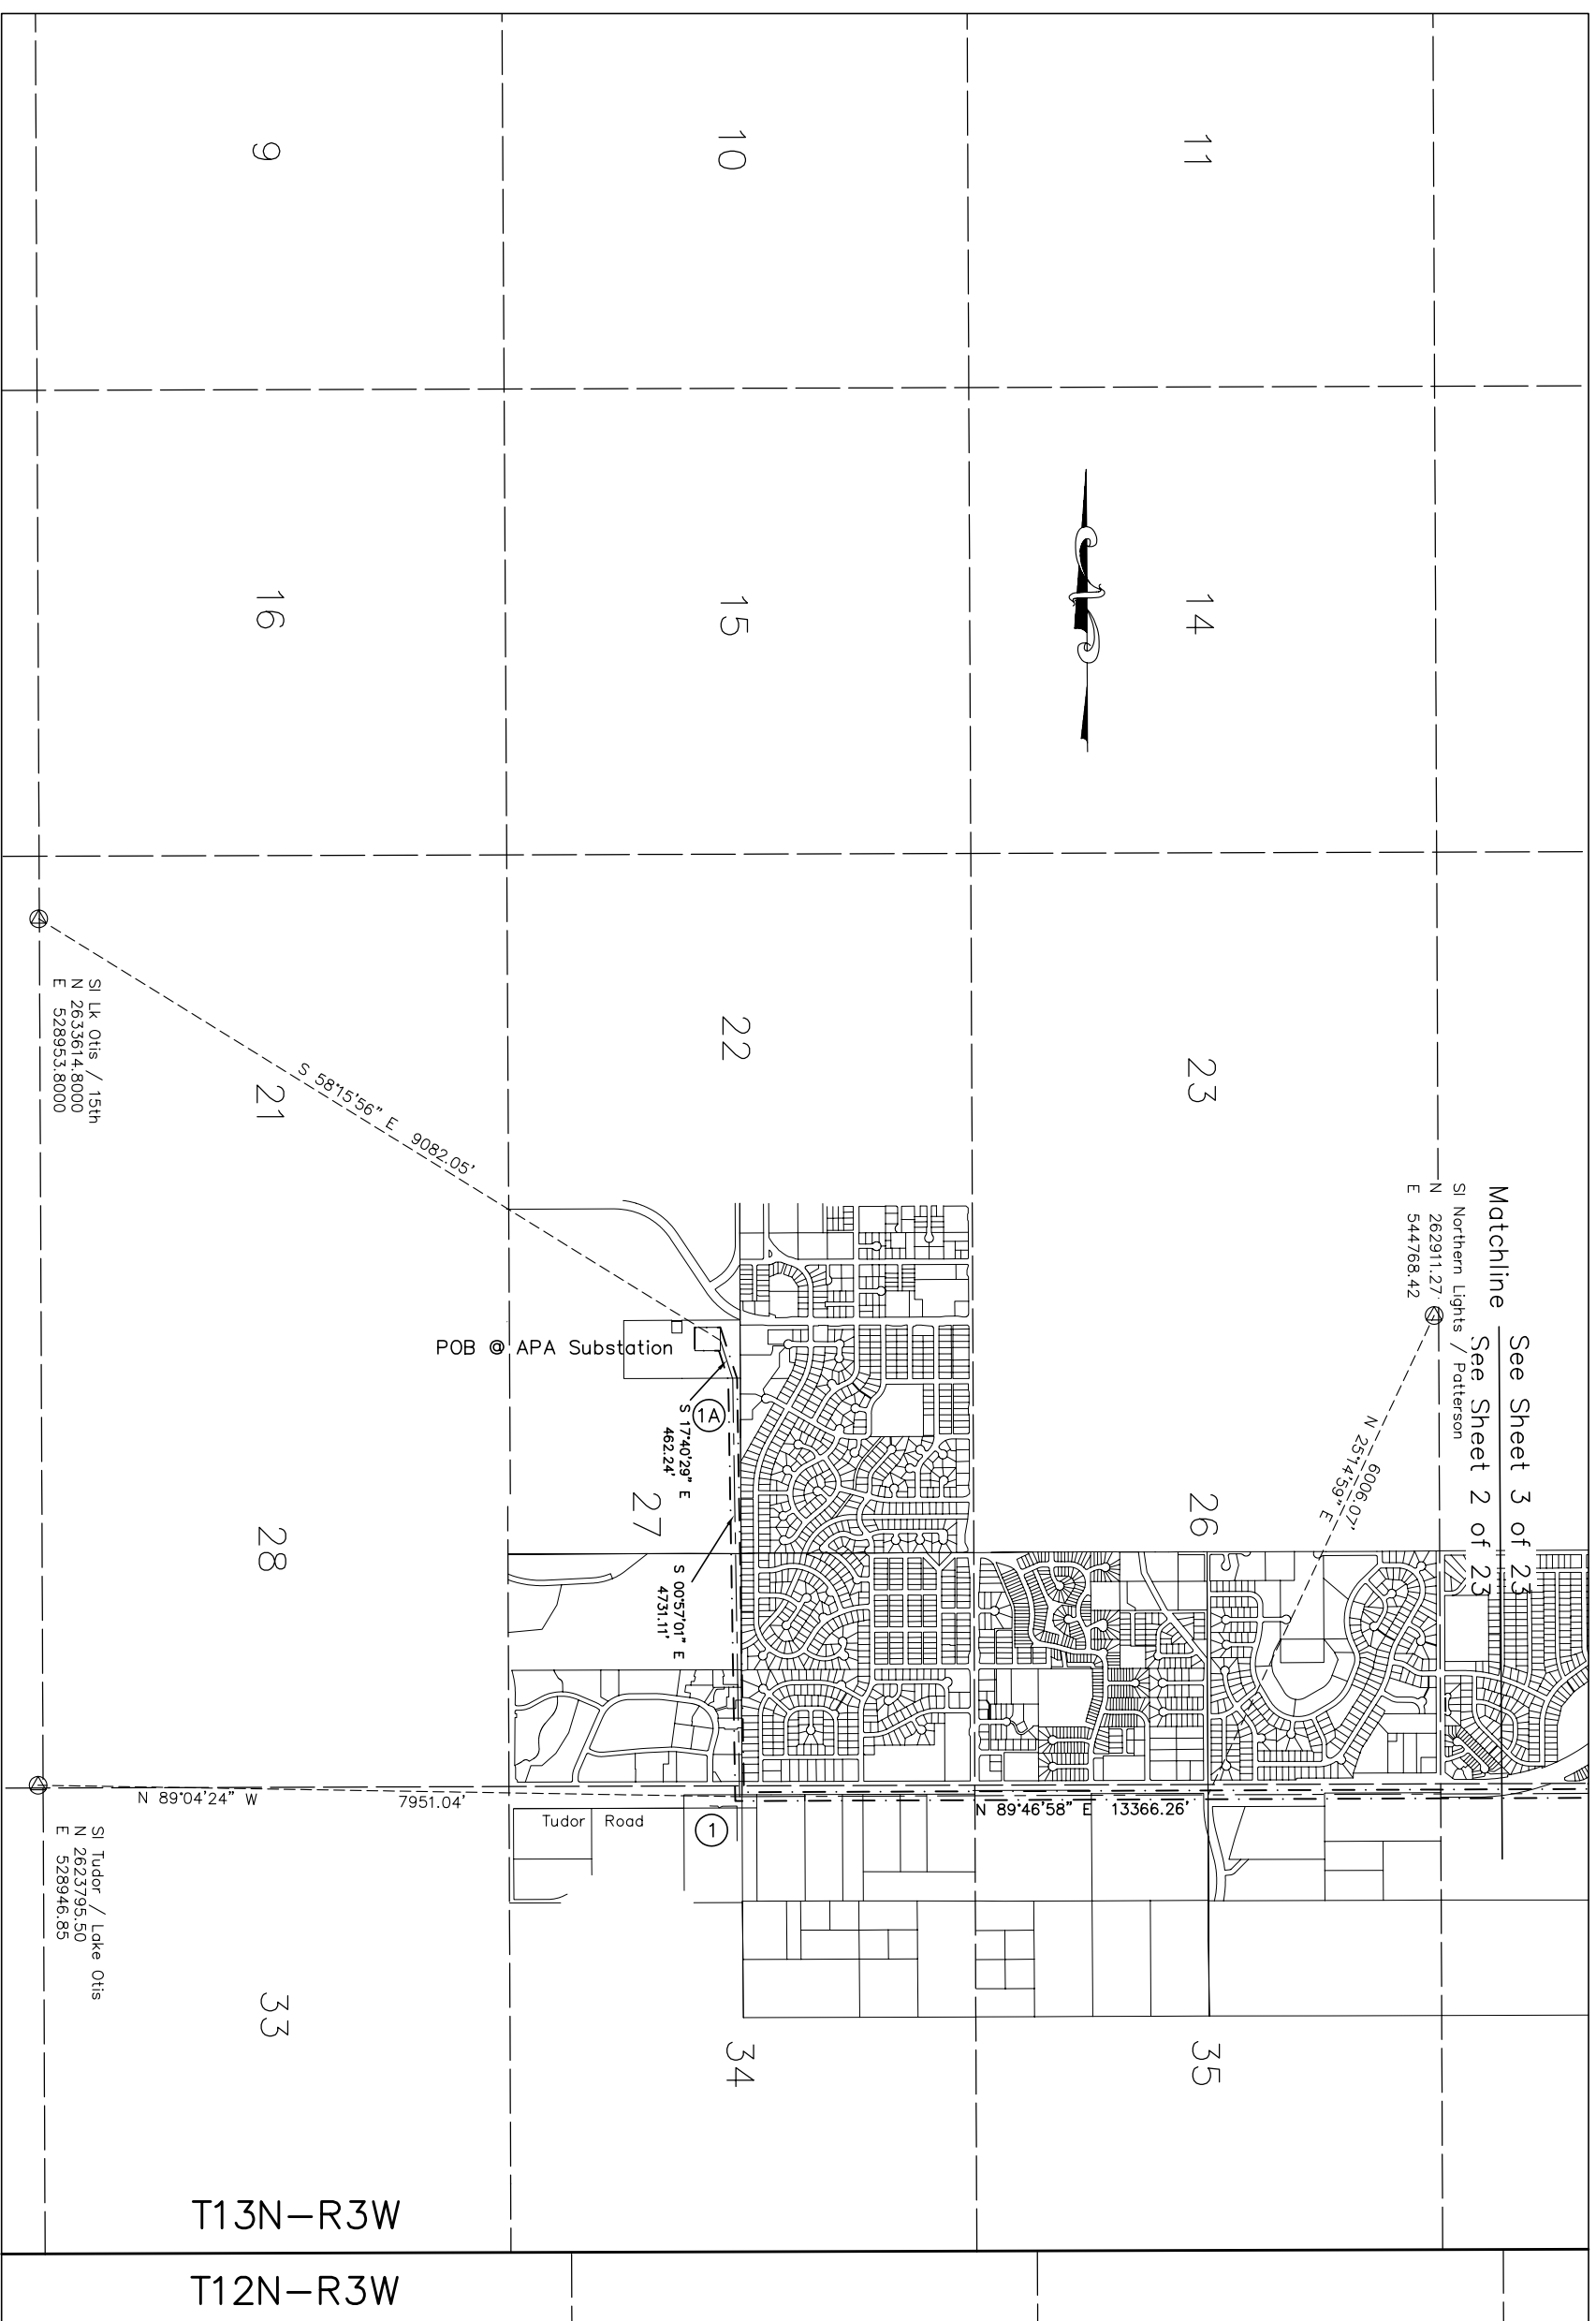 9
10
11
16
15
14
21
22
23
28
27
26
33
34
35
SI Lk Otis / 15th
N 2633614.8000
E 528953.8000
S 58°15'56" E 9082.05'
Matchline
See Sheet 3 of 23
See Sheet 2 of 23
SI Northern Lights / Patterson
N 262911.27
E 544768.42
6006.07'
N 25°14'59" E
POB @ APA Substation
1A
S 17°40'29" E
462.24'
S 00°57'01" E
4731.11'
N 89°04'24" W 7951.04'
N 89°46'58" E 13366.26'
Tudor Road
1
SI Tudor / Lake Otis
N 2623795.50
E 528946.85
T13N-R3W
T12N-R3W